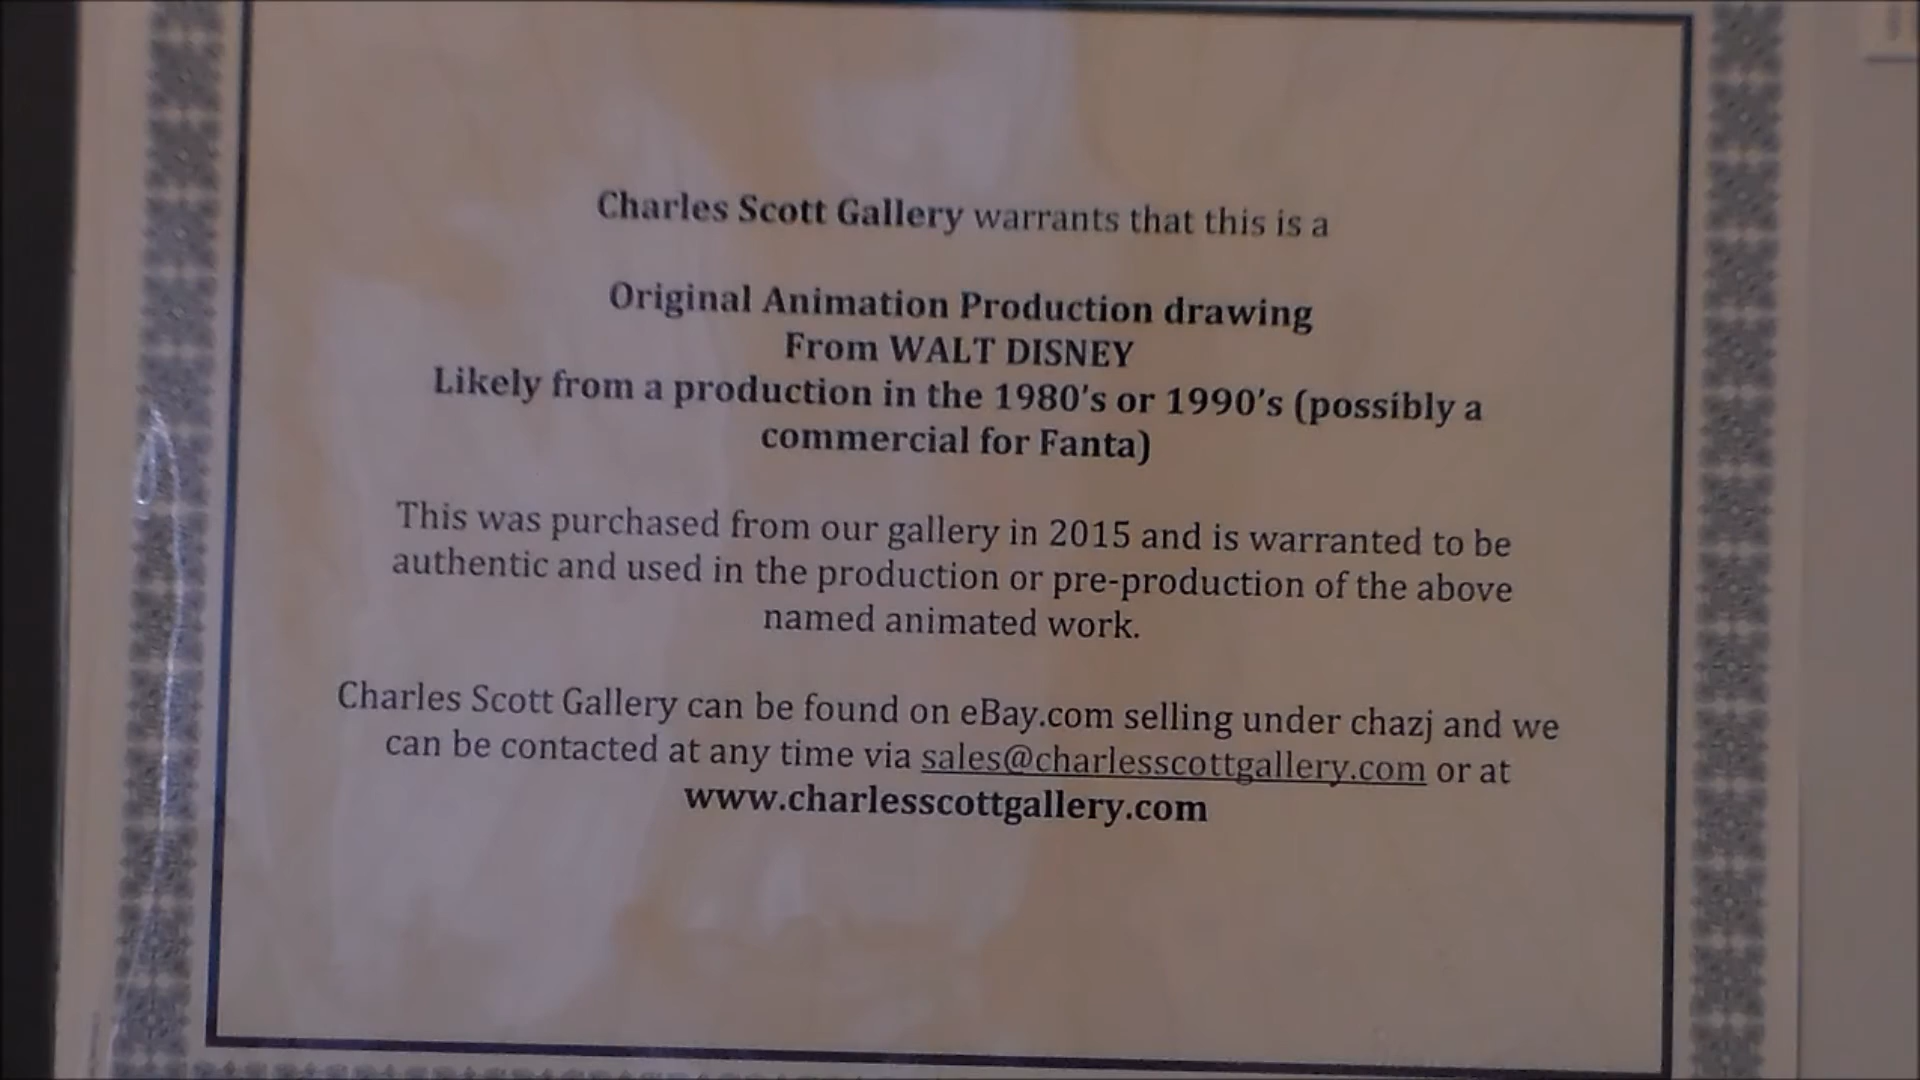 Charles Scott Gallery warrants that this is a
Original Animation Production drawing
From WALT DISNEY
Likely from a production in the 1980's or 1990's (possibly a
commercial for Fanta)
This was purchased from our gallery in 2015 and is warranted to be
authentic and used in the production or pre-production of the above
named animated work.
Charles Scott Gallery can be found on eBay.com selling under chazj and we
can be contacted at any time via sales@charlesscottgallery.com or at
www.charlesscottgallery.com